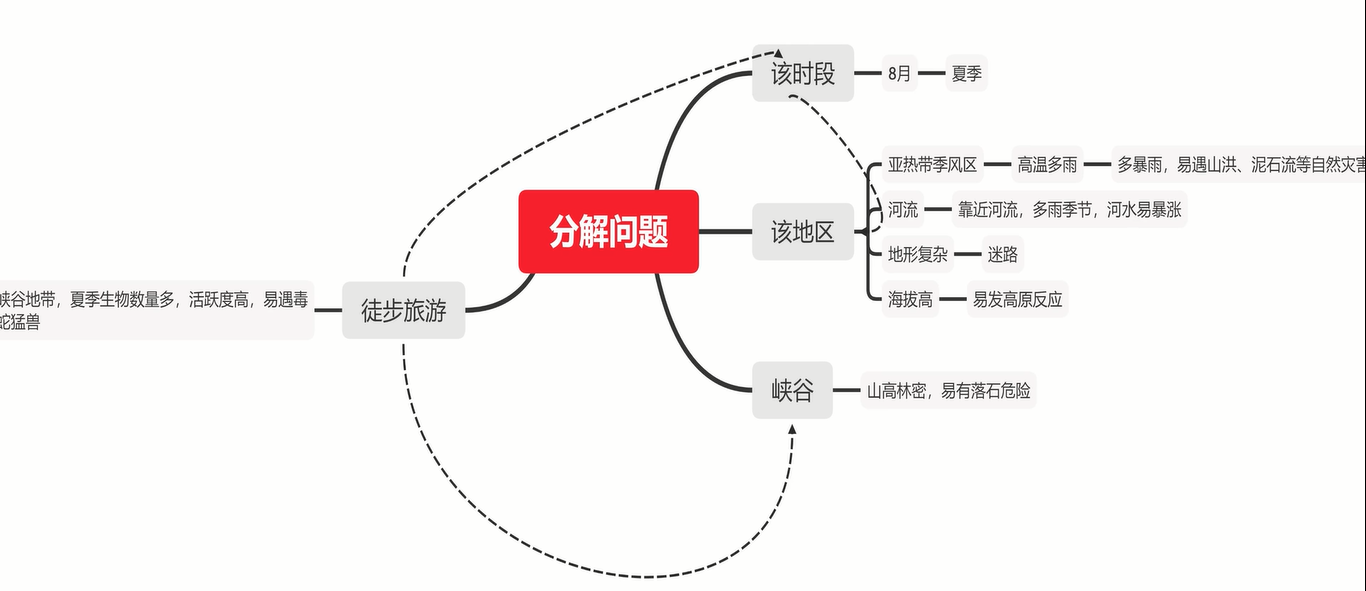 分解问题
该时段
8月
夏季
该地区
亚热带季风区
高温多雨
多暴雨，易遇山洪、泥石流等自然灾害
河流
靠近河流，多雨季节，河水易暴涨
地形复杂
迷路
海拔高
易发高原反应
峡谷
山高林密，易有落石危险
徒步旅游
峡谷地带，夏季生物数量多，活跃度高，易遇毒
蛇猛兽